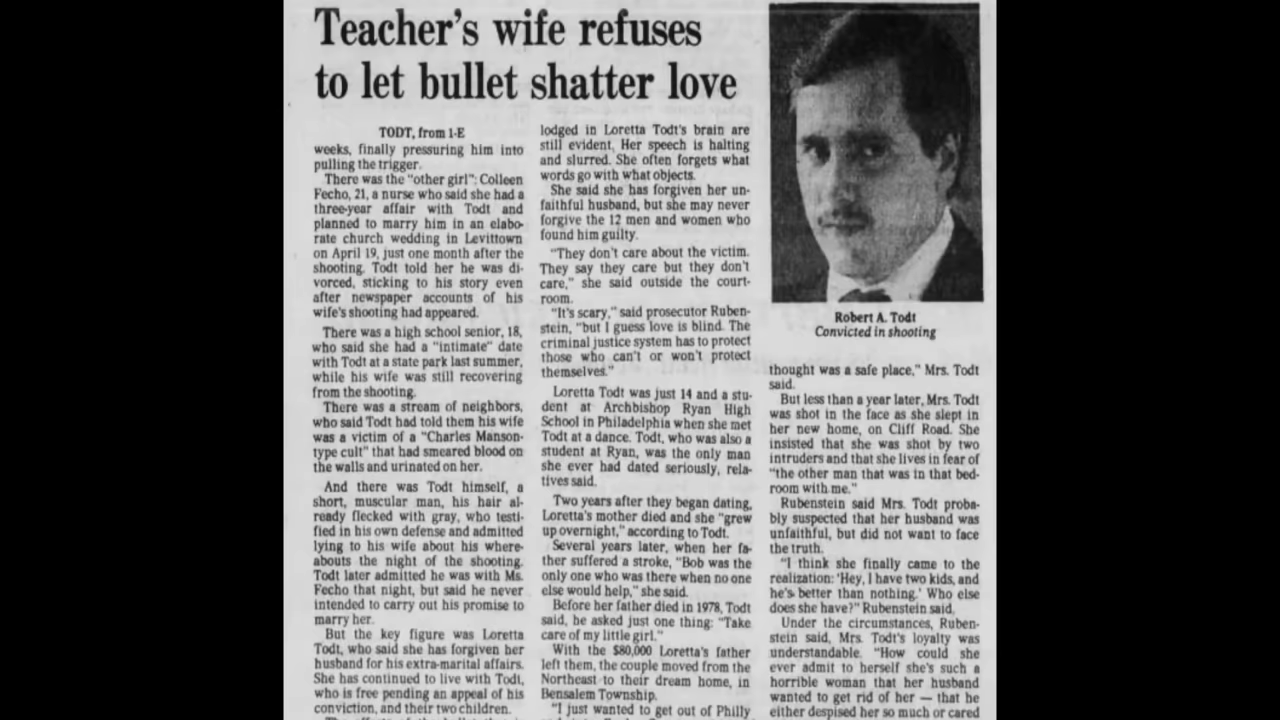 Teacher's wife refuses
to let bullet shatter love
TODT, from 1-E
weeks, finally pressuring him into
pulling the trigger.
There was the "other girl": Colleen
Fecho, 21, a nurse who said she had a
three-year affair with Todt and
planned to marry him in an elabo-
rate church wedding in Levittown
on April 19, just one month after the
shooting. Todt told her he was di-
vorced, sticking to his story even
after newspaper accounts of his
wife's shooting had appeared.
There was a high school senior, 18,
who said she had a "intimate" date
with Todt at a state park last summer,
while his wife was still recovering
from the shooting.
There was a stream of neighbors,
who said Todt had told them his wife
was a victim of a "Charles Manson-
type cult" that had smeared blood on
the walls and urinated on her.
And there was Todt himself, a
short, muscular man, his hair al-
ready flecked with gray, who testi-
fied in his own defense and admitted
lying to his wife about his where-
abouts the night of the shooting.
Todt later admitted he was with Ms.
Fecho that night, but said he never
intended to carry out his promise to
marry her.
But the key figure was Loretta
Todt, who said she has forgiven her
husband for his extra-marital affairs.
She has continued to live with Todt,
who is free pending an appeal of his
conviction, and their two children.
lodged in Loretta Todt's brain are
still evident. Her speech is halting
and slurred. She often forgets what
words go with what objects.
She said she has forgiven her un-
faithful husband, but she may never
forgive the 12 men and women who
found him guilty.
"They don't care about the victim.
They say they care but they don't
care," she said outside the court-
room.
"It's scary," said prosecutor Ruben-
stein, "but I guess love is blind. The
criminal justice system has to protect
those who can't or won't protect
themselves."
Loretta Todt was just 14 and a stu-
dent at Archbishop Ryan High
School in Philadelphia when she met
Todt at a dance. Todt, who was also a
student at Ryan, was the only man
she ever had dated seriously, rela-
tives said.
Two years after they began dating,
Loretta's mother died and she "grew
up overnight," according to Todt.
Several years later, when her fa-
ther suffered a stroke, "Bob was the
only one who was there when no one
else would help," she said.
Before her father died in 1978, Todt
said, he asked just one thing: "Take
care of my little girl."
With the $80,000 Loretta's father
left them, the couple moved from the
Northeast to their dream home, in
Bensalem Township.
"I just wanted to get out of Philly
Robert A. Todt
Convicted in shooting
thought was a safe place," Mrs. Todt
said.
But less than a year later, Mrs. Todt
was shot in the face as she slept in
her new home, on Cliff Road. She
insisted that she was shot by two
intruders and that she lives in fear of
"the other man that was in that bed-
room with me."
Rubenstein said Mrs. Todt proba-
bly suspected that her husband was
unfaithful, but did not want to face
the truth.
"I think she finally came to the
realization: 'Hey, I have two kids, and
he's better than nothing.' Who else
does she have?" Rubenstein said.
Under the circumstances, Ruben-
stein said, Mrs. Todt's loyalty was
understandable. "How could she
ever admit to herself she's such a
horrible woman that her husband
wanted to get rid of her — that he
either despised her so much or cared